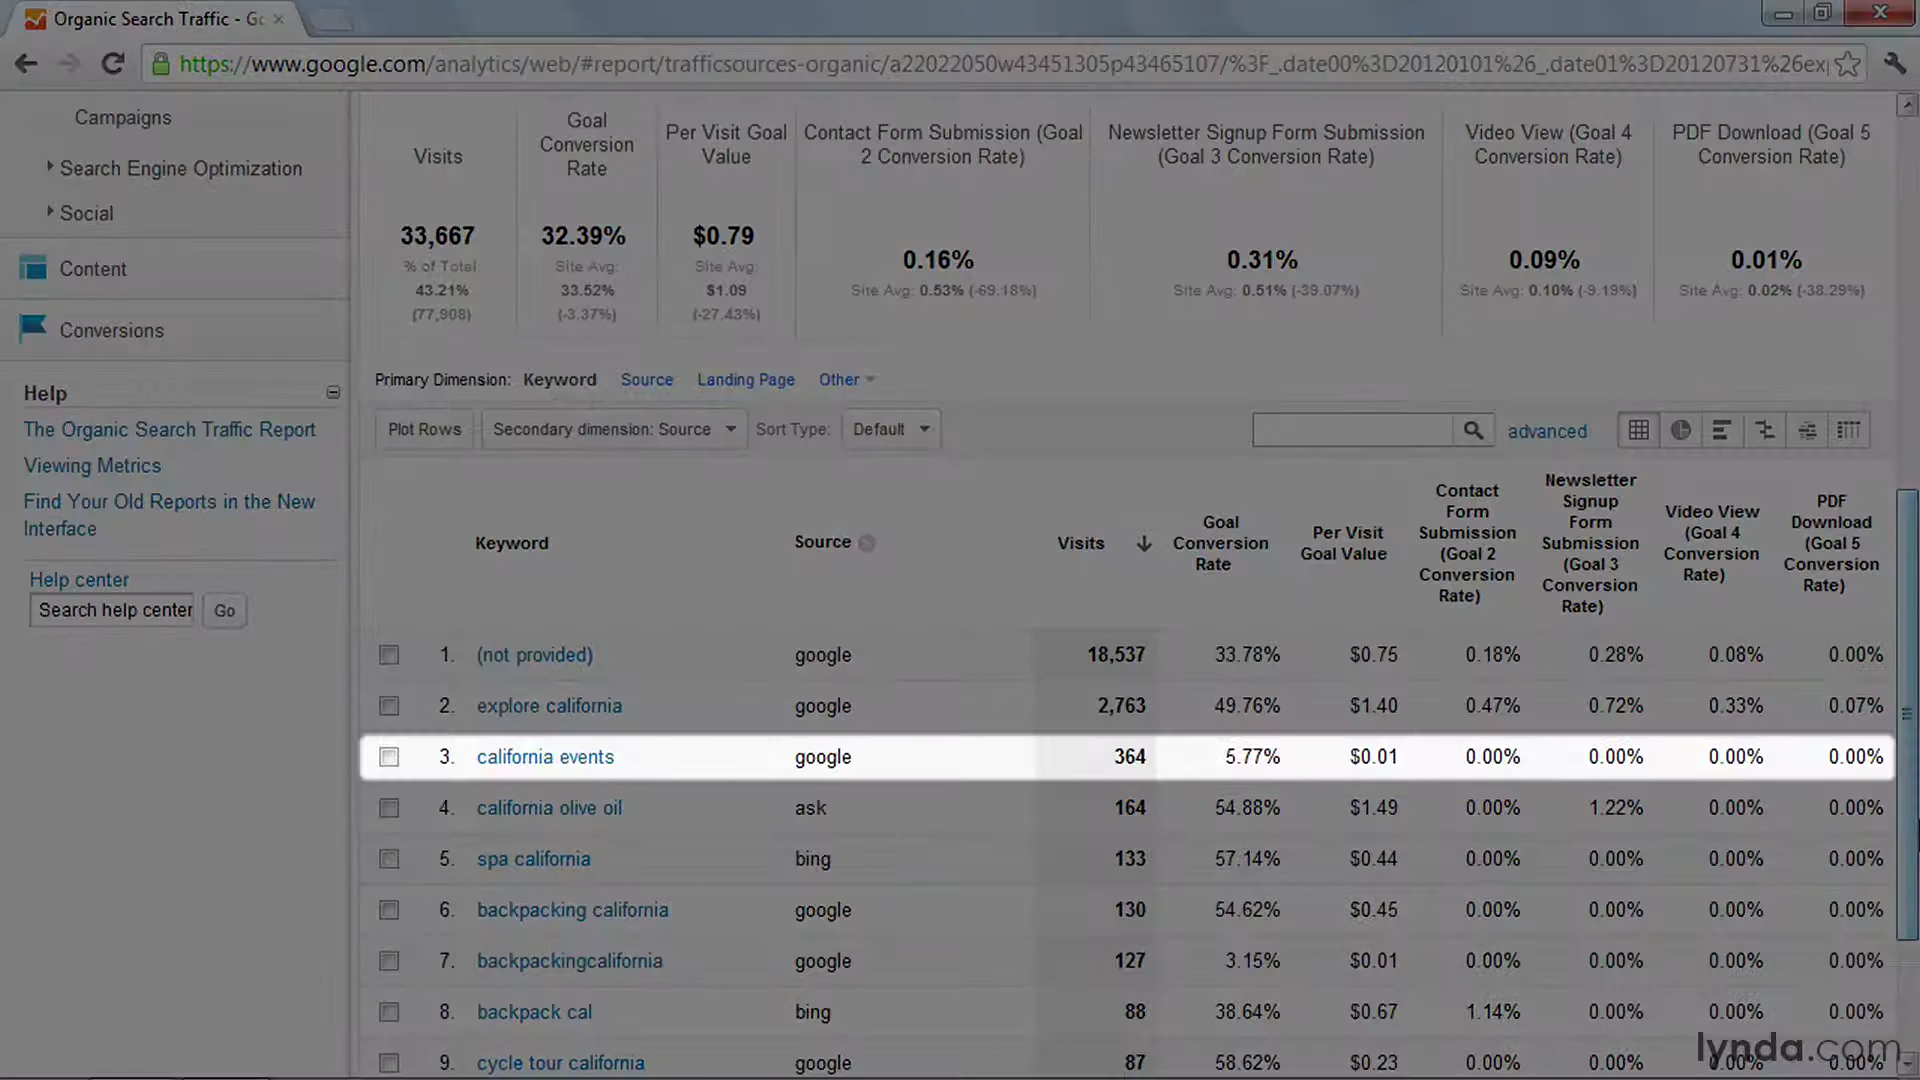 Organic Search Traffic - Go
https://www.google.com/analytics/web/#report/trafficsources-organic/a22022050w43451305p43465107/%3F_.date00%3D20120101%26_.date01%3D20120731%26exp
Campaigns
Search Engine Optimization
Social
Content
Conversions
Help
The Organic Search Traffic Report
Viewing Metrics
Find Your Old Reports in the New
Interface
Help center
Search help center Go
Visits
33,667
% of Total
43.21%
(77,908)
Goal
Conversion
Rate
32.39%
Site Avg:
33.52%
(-3.37%)
Per Visit Goal
Value
$0.79
Site Avg:
$1.09
(-27.43%)
Contact Form Submission (Goal
2 Conversion Rate)
0.16%
Site Avg: 0.53% (-69.18%)
Newsletter Signup Form Submission
(Goal 3 Conversion Rate)
0.31%
Site Avg: 0.51% (-39.07%)
Video View (Goal 4
Conversion Rate)
0.09%
Site Avg: 0.10% (-9.19%)
PDF Download (Goal 5
Conversion Rate)
0.01%
Site Avg: 0.02% (-38.29%)
Primary Dimension: Keyword Source Landing Page Other
Plot Rows Secondary dimension: Source Sort Type: Default advanced
Keyword
Source
Visits
Goal
Conversion
Rate
Per Visit
Goal Value
Contact
Form
Submission
(Goal 2
Conversion
Rate)
Newsletter
Signup
Form
Submission
(Goal 3
Conversion
Rate)
Video View
(Goal 4
Conversion
Rate)
PDF
Download
(Goal 5
Conversion
Rate)
1. (not provided) google 18,537 33.78% $0.75 0.18% 0.28% 0.08% 0.00%
2. explore california google 2,763 49.76% $1.40 0.47% 0.72% 0.33% 0.07%
3. california events google 364 5.77% $0.01 0.00% 0.00% 0.00% 0.00%
4. california olive oil ask 164 54.88% $1.49 0.00% 1.22% 0.00% 0.00%
5. spa california bing 133 57.14% $0.44 0.00% 0.00% 0.00% 0.00%
6. backpacking california google 130 54.62% $0.45 0.00% 0.00% 0.00% 0.00%
7. backpackingcalifornia google 127 3.15% $0.01 0.00% 0.00% 0.00% 0.00%
8. backpack cal bing 88 38.64% $0.67 1.14% 0.00% 0.00% 0.00%
9. cycle tour california google 87 58.62% $0.23 0.00% 0.00% 0.00% 0.00%
lynda.com